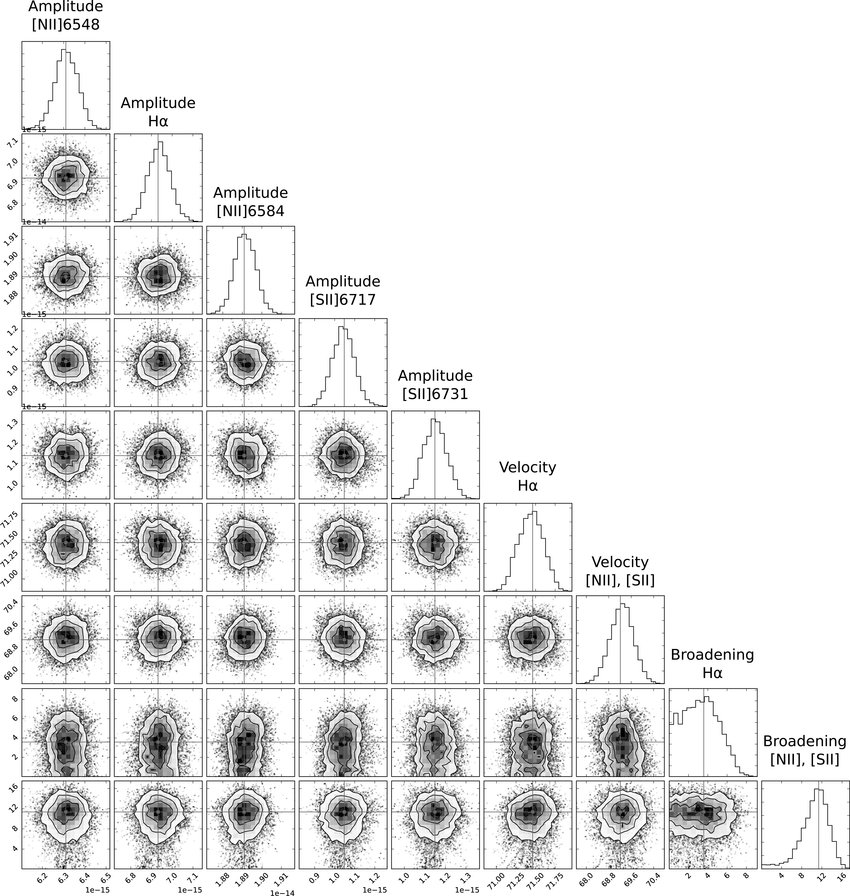 Amplitude
[NII]6548
Amplitude
Hα
Amplitude
[NII]6584
Amplitude
[SII]6717
Amplitude
[SII]6731
Velocity
Hα
Velocity
[NII], [SII]
Broadening
Hα
Broadening
[NII], [SII]
1e−15
7.1
7.0
6.9
6.8
1e−14
1.91
1.90
1.89
1.88
1e−15
1.2
1.1
1.0
0.9
1e−15
1.3
1.2
1.1
1.0
71.75
71.50
71.25
71.00
70.4
69.6
68.8
68.0
8
6
4
2
16
12
8
4
6.2 6.3 6.4 6.5 6.8 6.9 7.0 7.1 1.88 1.89 1.90 1.91 0.9 1.0 1.1 1.2 1.0 1.1 1.2 1.3 71.00 71.25 71.50 71.75 68.0 68.8 69.6 70.4 2 4 6 8 4 8 12 16
1e−15 1e−15 1e−14 1e−15 1e−15